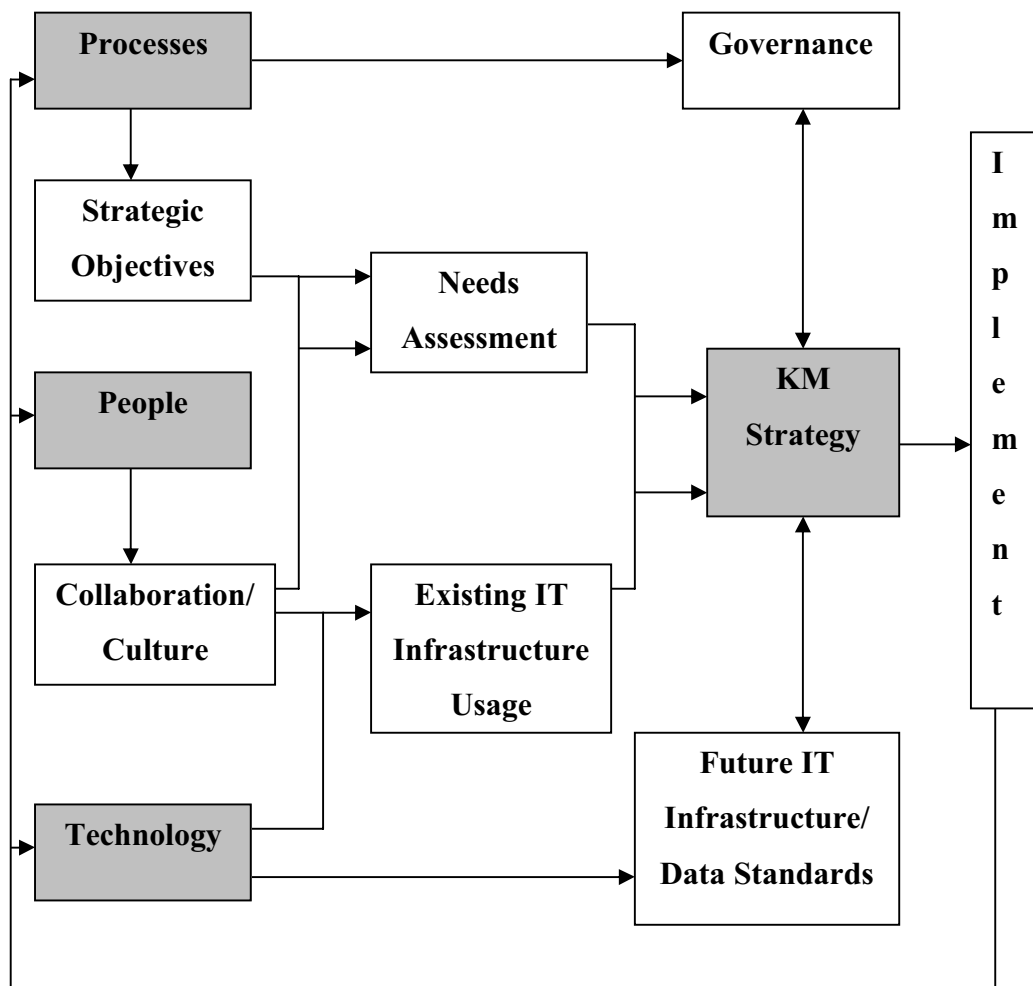 Processes
Governance
Strategic
Objectives
Needs
Assessment
People
KM
Strategy
Collaboration/
Culture
Existing IT
Infrastructure
Usage
Technology
Future IT
Infrastructure/
Data Standards
I
m
p
l
e
m
e
n
t